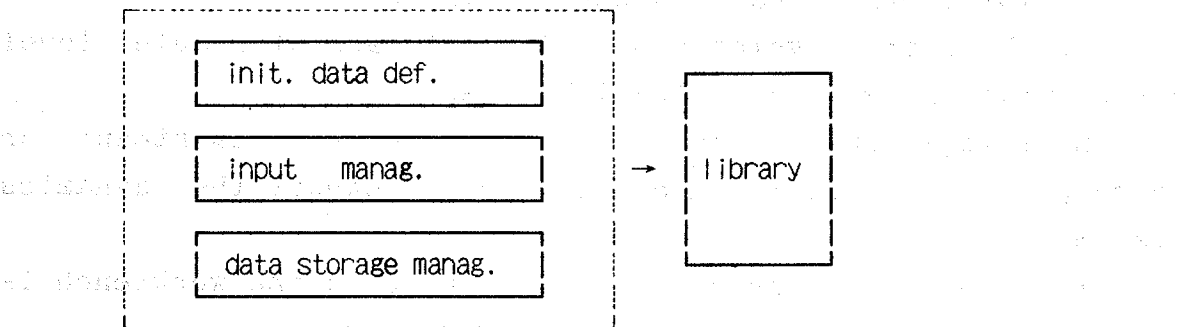 init. data def.
input manag.
→ library
data storage manag.